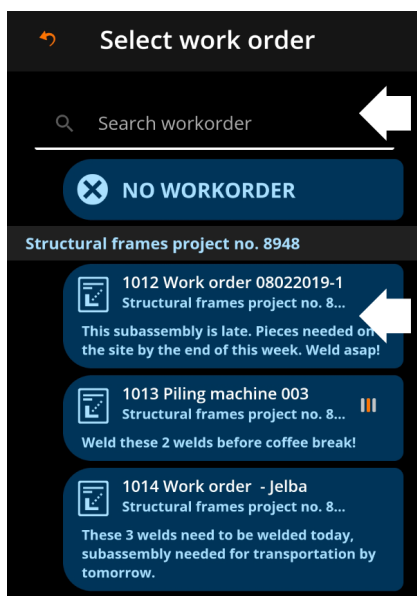 Select work order
Search workorder
NO WORKORDER
Structural frames project no. 8948
1012 Work order 08022019-1
Structural frames project no. 8...
This subassembly is late. Pieces needed on
the site by the end of this week. Weld asap!
1013 Piling machine 003
Structural frames project no. 8...
Weld these 2 welds before coffee break!
1014 Work order - Jelba
Structural frames project no. 8...
These 3 welds need to be welded today,
subassembly needed for transportation by
tomorrow.